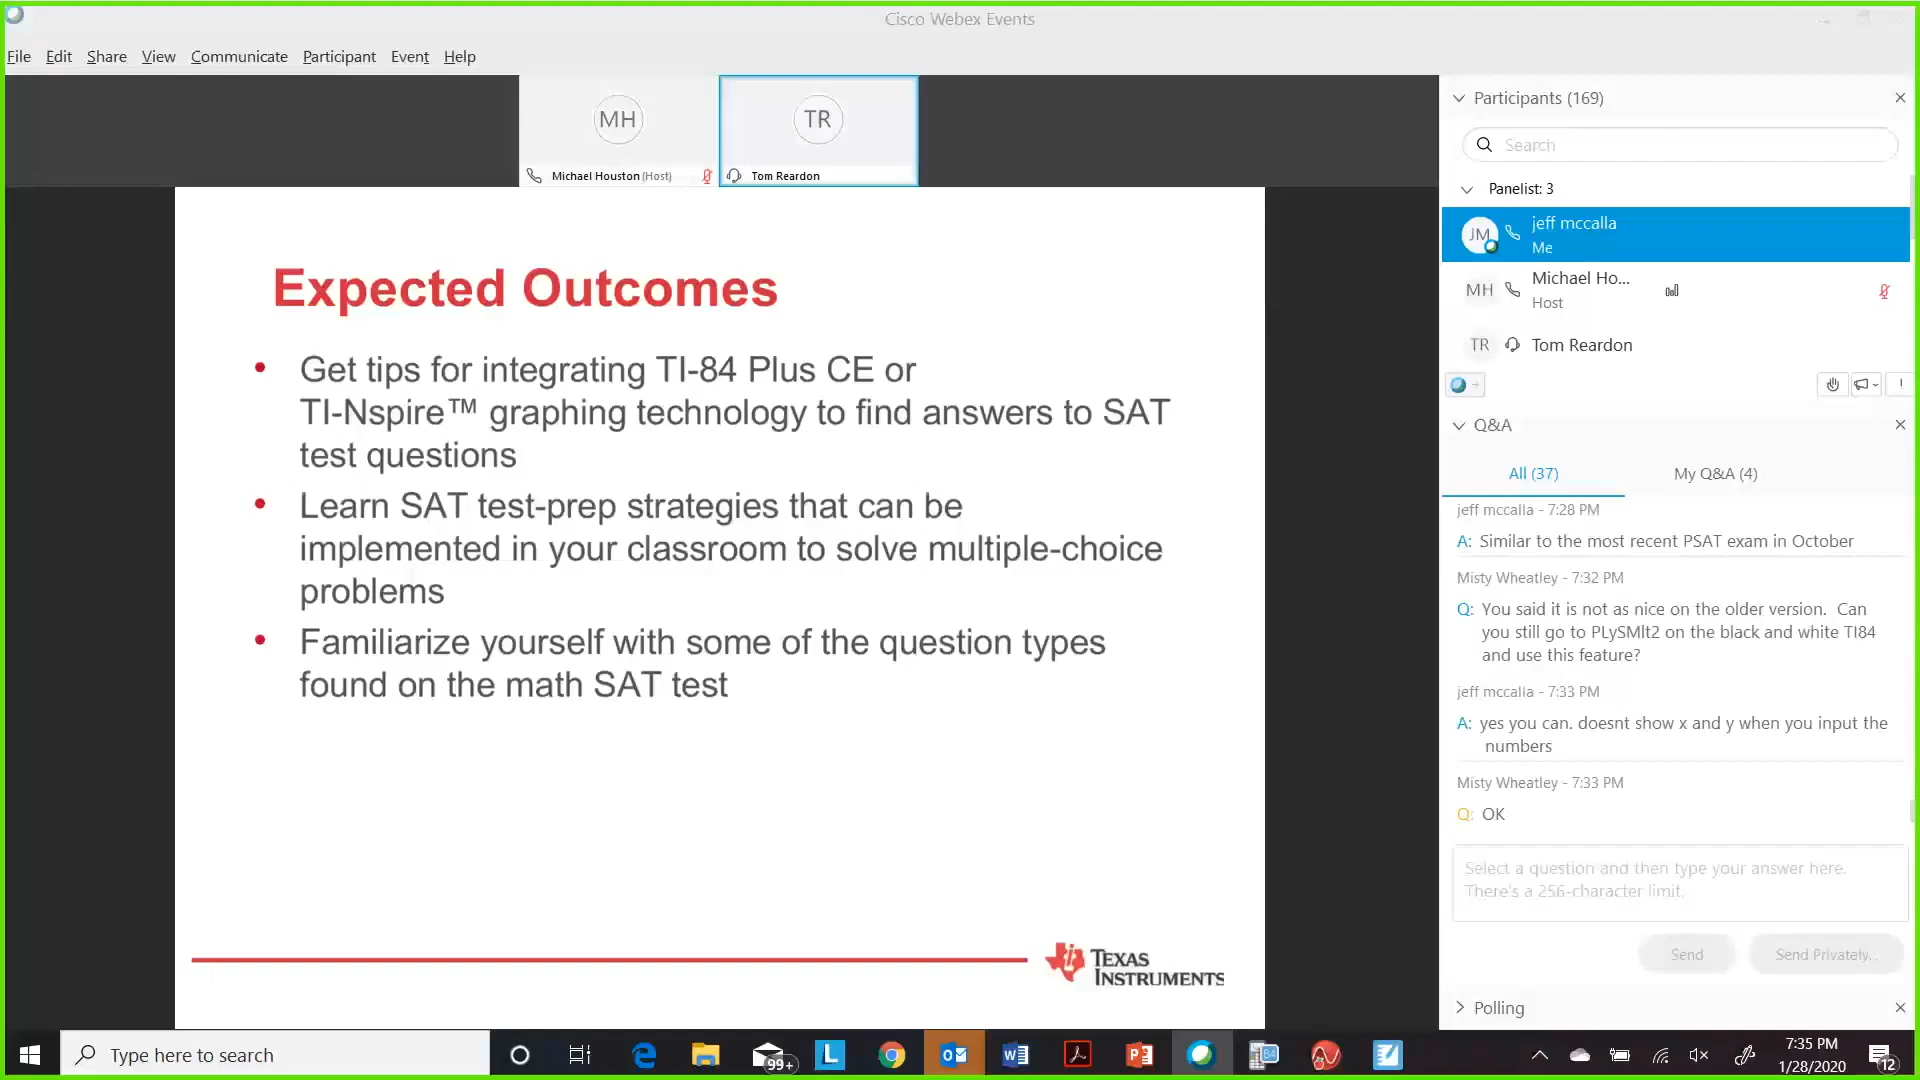 Cisco Webex Events
File Edit Share View Communicate Participant Event Help
MH
Michael Houston (Host)
TR
Tom Reardon
Expected Outcomes
• Get tips for integrating TI-84 Plus CE or
TI-Nspire™ graphing technology to find answers to SAT
test questions
• Learn SAT test-prep strategies that can be
implemented in your classroom to solve multiple-choice
problems
• Familiarize yourself with some of the question types
found on the math SAT test
TEXAS
INSTRUMENTS
Participants (169)
Search
Panelist: 3
JM
jeff mccalla
Me
MH
Michael Ho...
Host
TR
Tom Reardon
Q&A
All (37) My Q&A (4)
jeff mccalla - 7:28 PM
A: Similar to the most recent PSAT exam in October
Misty Wheatley - 7:32 PM
Q: You said it is not as nice on the older version. Can
you still go to PLySMlt2 on the black and white TI84
and use this feature?
jeff mccalla - 7:33 PM
A: yes you can. doesnt show x and y when you input the
numbers
Misty Wheatley - 7:33 PM
Q: OK
Select a question and then type your answer here.
There's a 256-character limit.
Send Send Privately...
Polling
Type here to search
99+
7:35 PM
1/28/2020
12